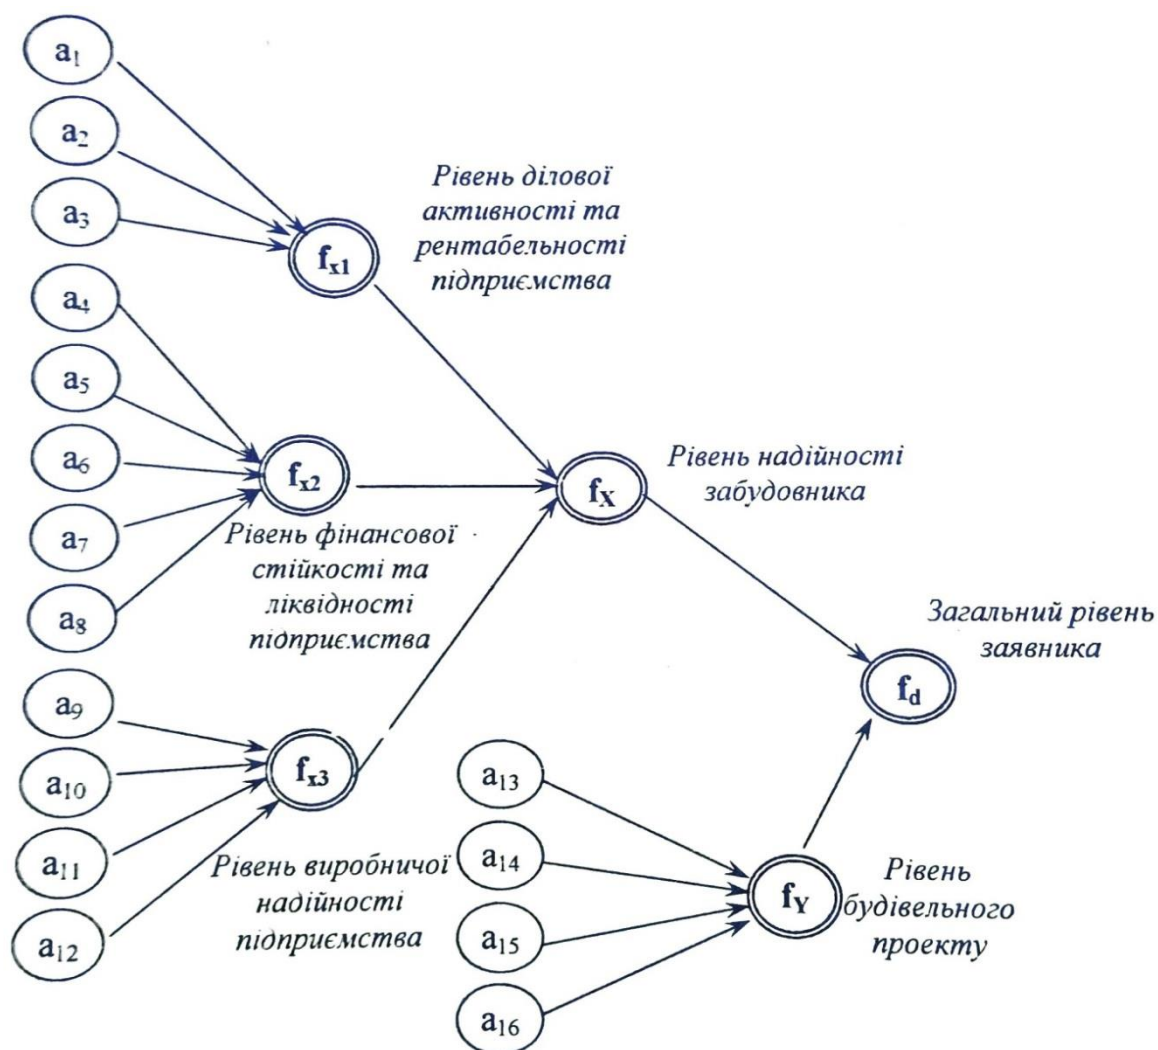 a₁
a₂
a₃
fₓ₁
Рівень ділової
активності та
рентабельності
підприємства
a₄
a₅
a₆
a₇
a₈
fₓ₂
Рівень фінансової
стійкості та
ліквідності
підприємства
fX
Рівень надійності
забудовника
a₉
a₁₀
a₁₁
a₁₂
fₓ₃
Рівень виробничої
надійності
підприємства
a₁₃
a₁₄
a₁₅
a₁₆
fY
Рівень
будівельного
проекту
fd
Загальний рівень
заявника